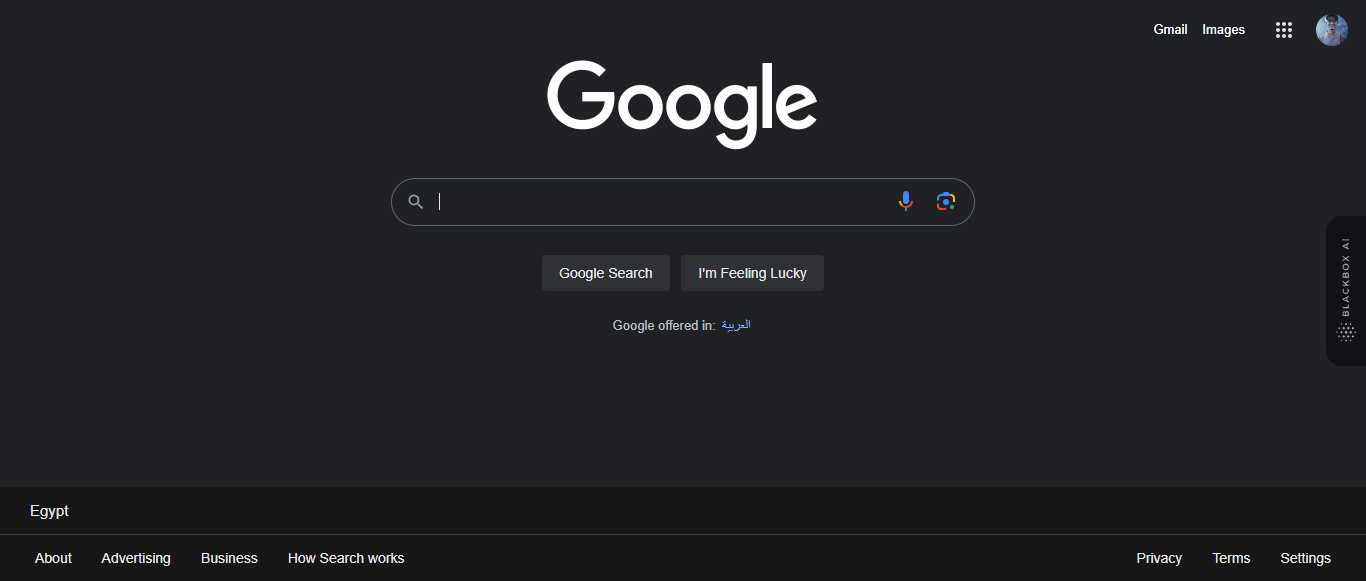 Gmail Images
Google
Google Search I'm Feeling Lucky
Google offered in: العربية
BLACKBOX AI
Egypt
About Advertising Business How Search works Privacy Terms Settings